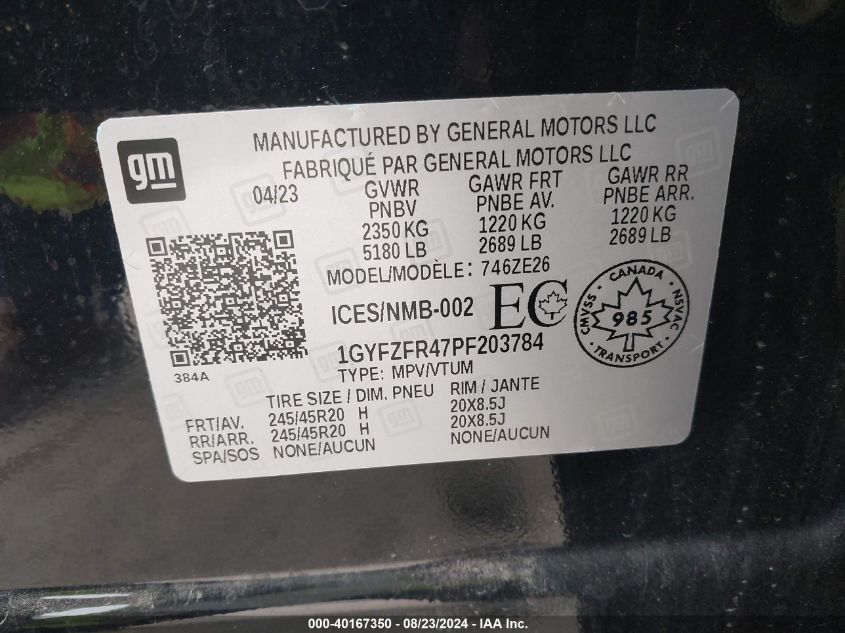 gm
MANUFACTURED BY GENERAL MOTORS LLC
FABRIQUÉ PAR GENERAL MOTORS LLC
04/23
GVWR GAWR FRT GAWR RR
PNBV PNBE AV. PNBE ARR.
2350 KG 1220 KG 1220 KG
5180 LB 2689 LB 2689 LB
MODEL/MODÈLE: 746ZE26
ICES/NMB-002 EC
CANADA
CMVSS 985 NSVAC
TRANSPORT
1GYFZFR47PF203784
384A
TYPE: MPV/VTUM
TIRE SIZE / DIM. PNEU RIM / JANTE
FRT/AV. 245/45R20 H 20X8.5J
RR/ARR. 245/45R20 H 20X8.5J
SPA/SOS NONE/AUCUN NONE/AUCUN
000-40167350 - 08/23/2024 - IAA Inc.